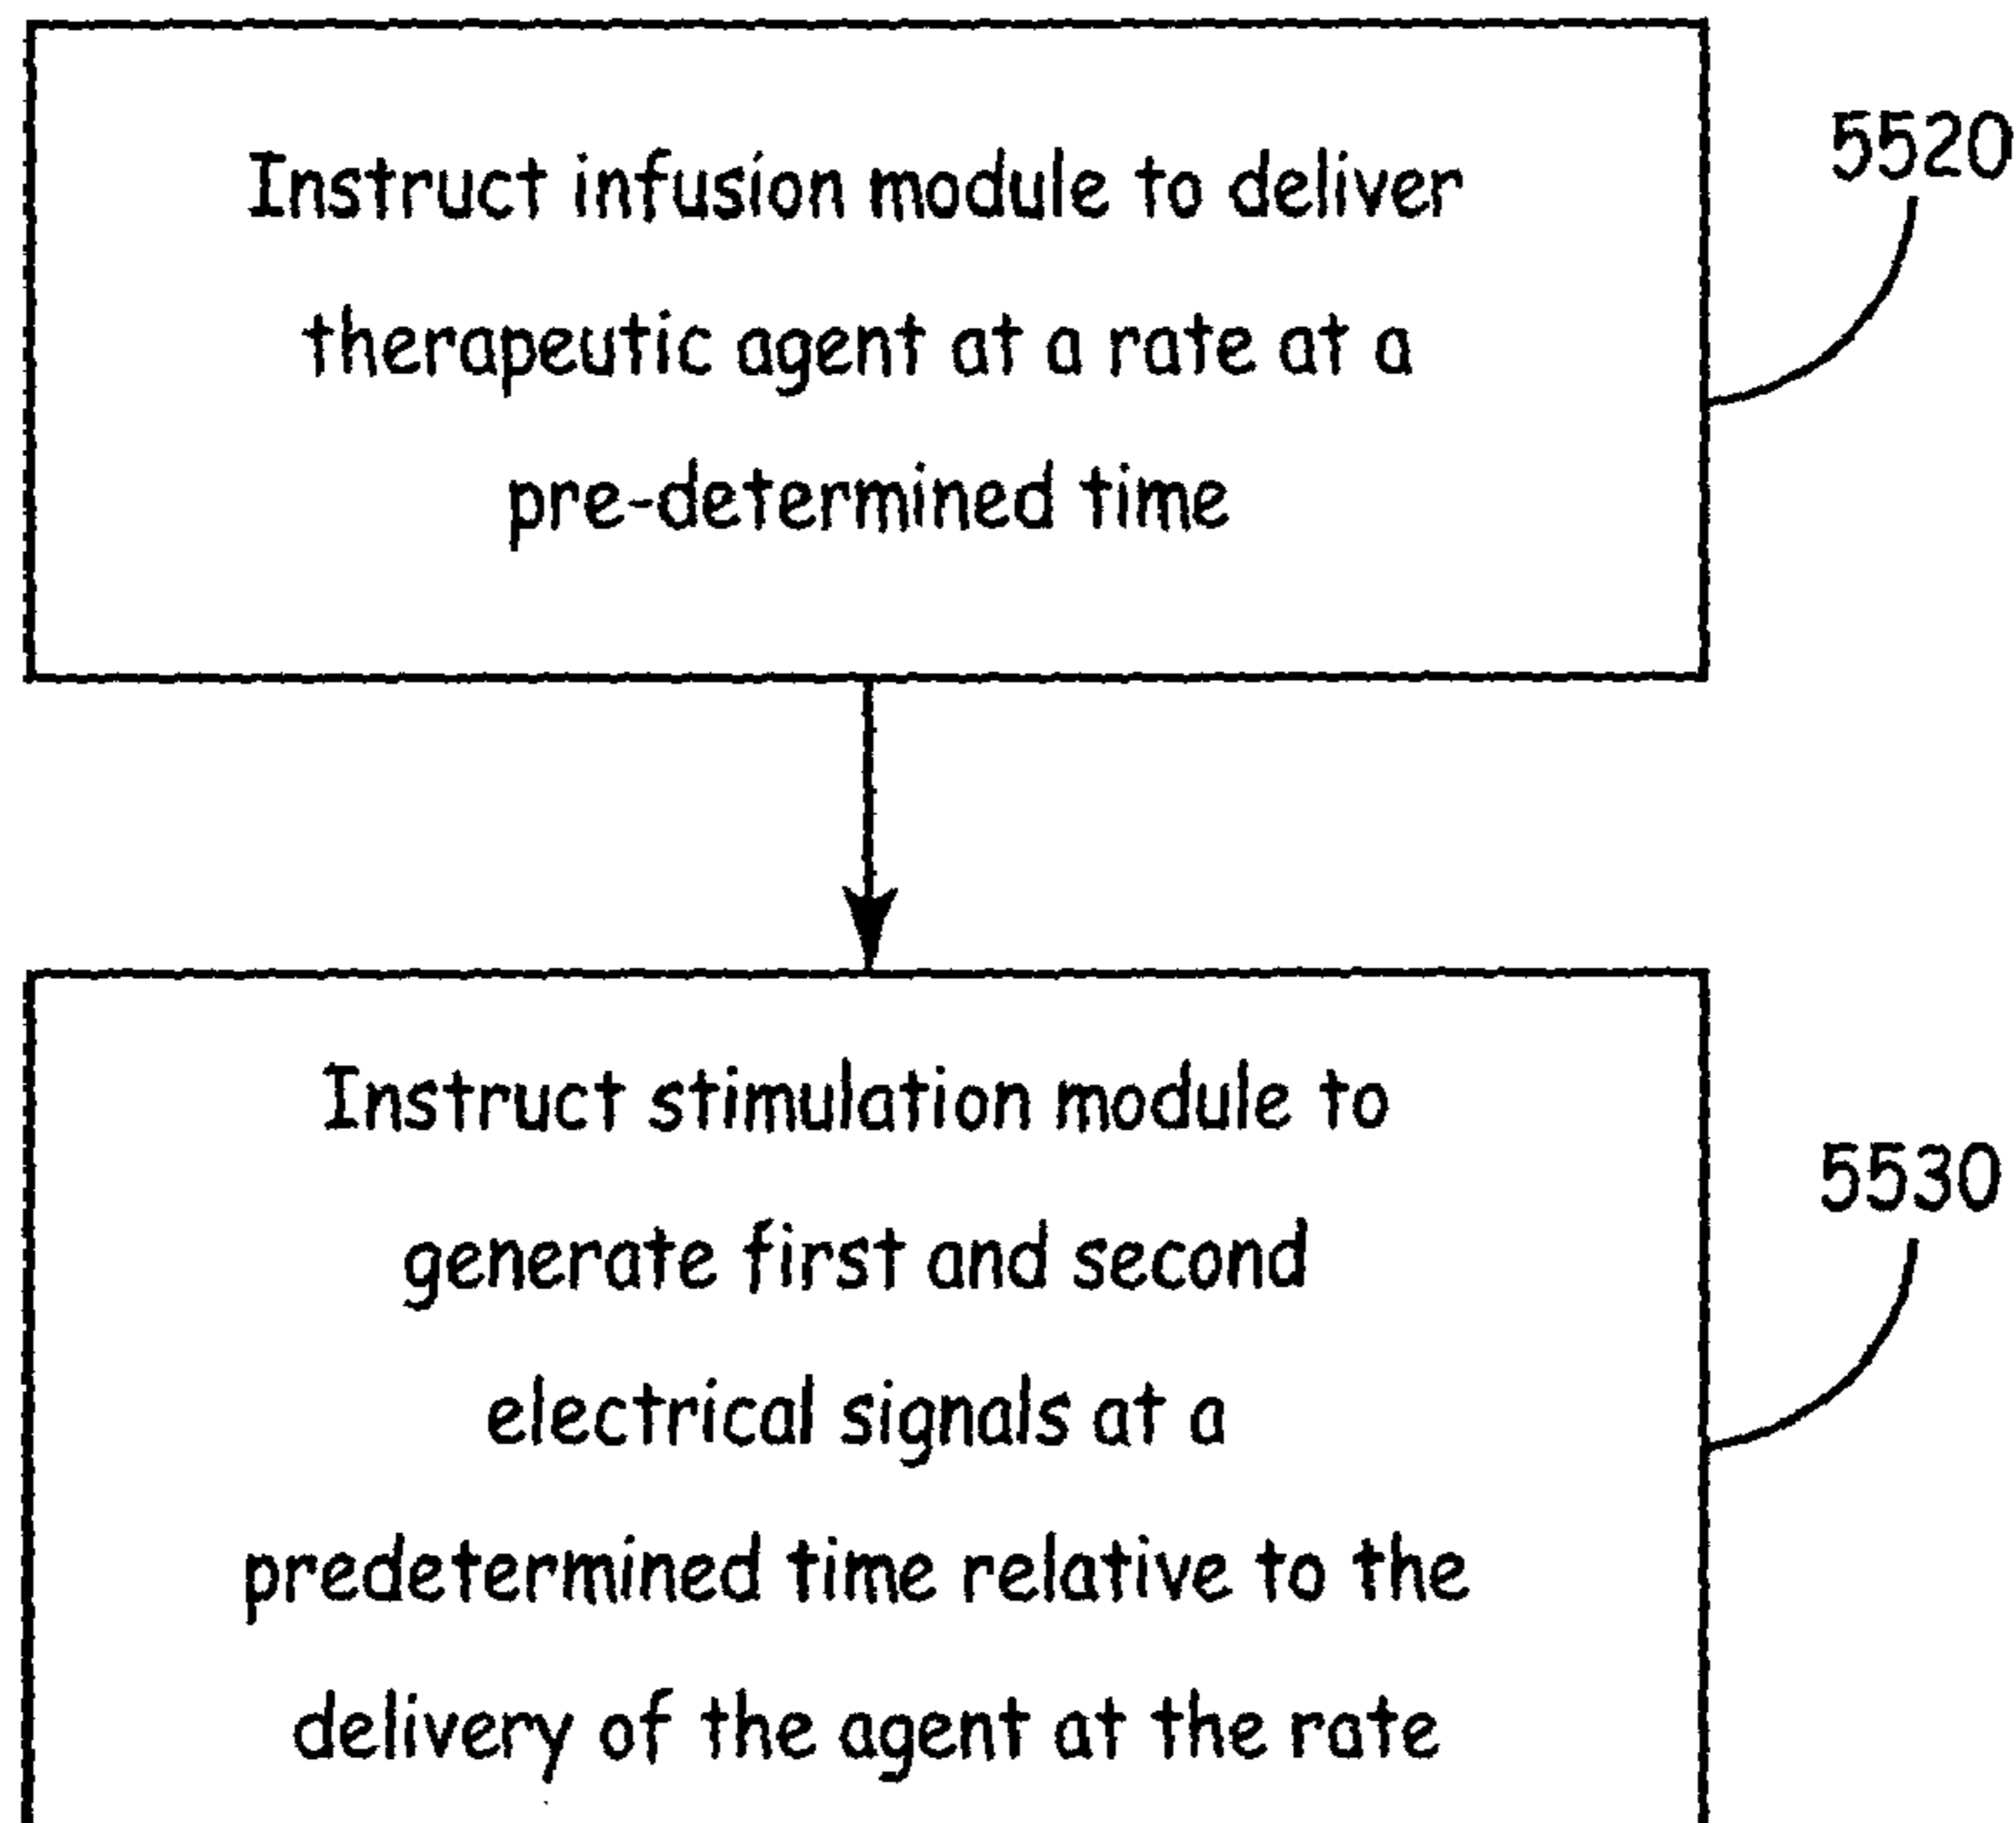 Instruct infusion module to deliver
therapeutic agent at a rate at a
pre-determined time
5520
Instruct stimulation module to
generate first and second
electrical signals at a
predetermined time relative to the
delivery of the agent at the rate
5530